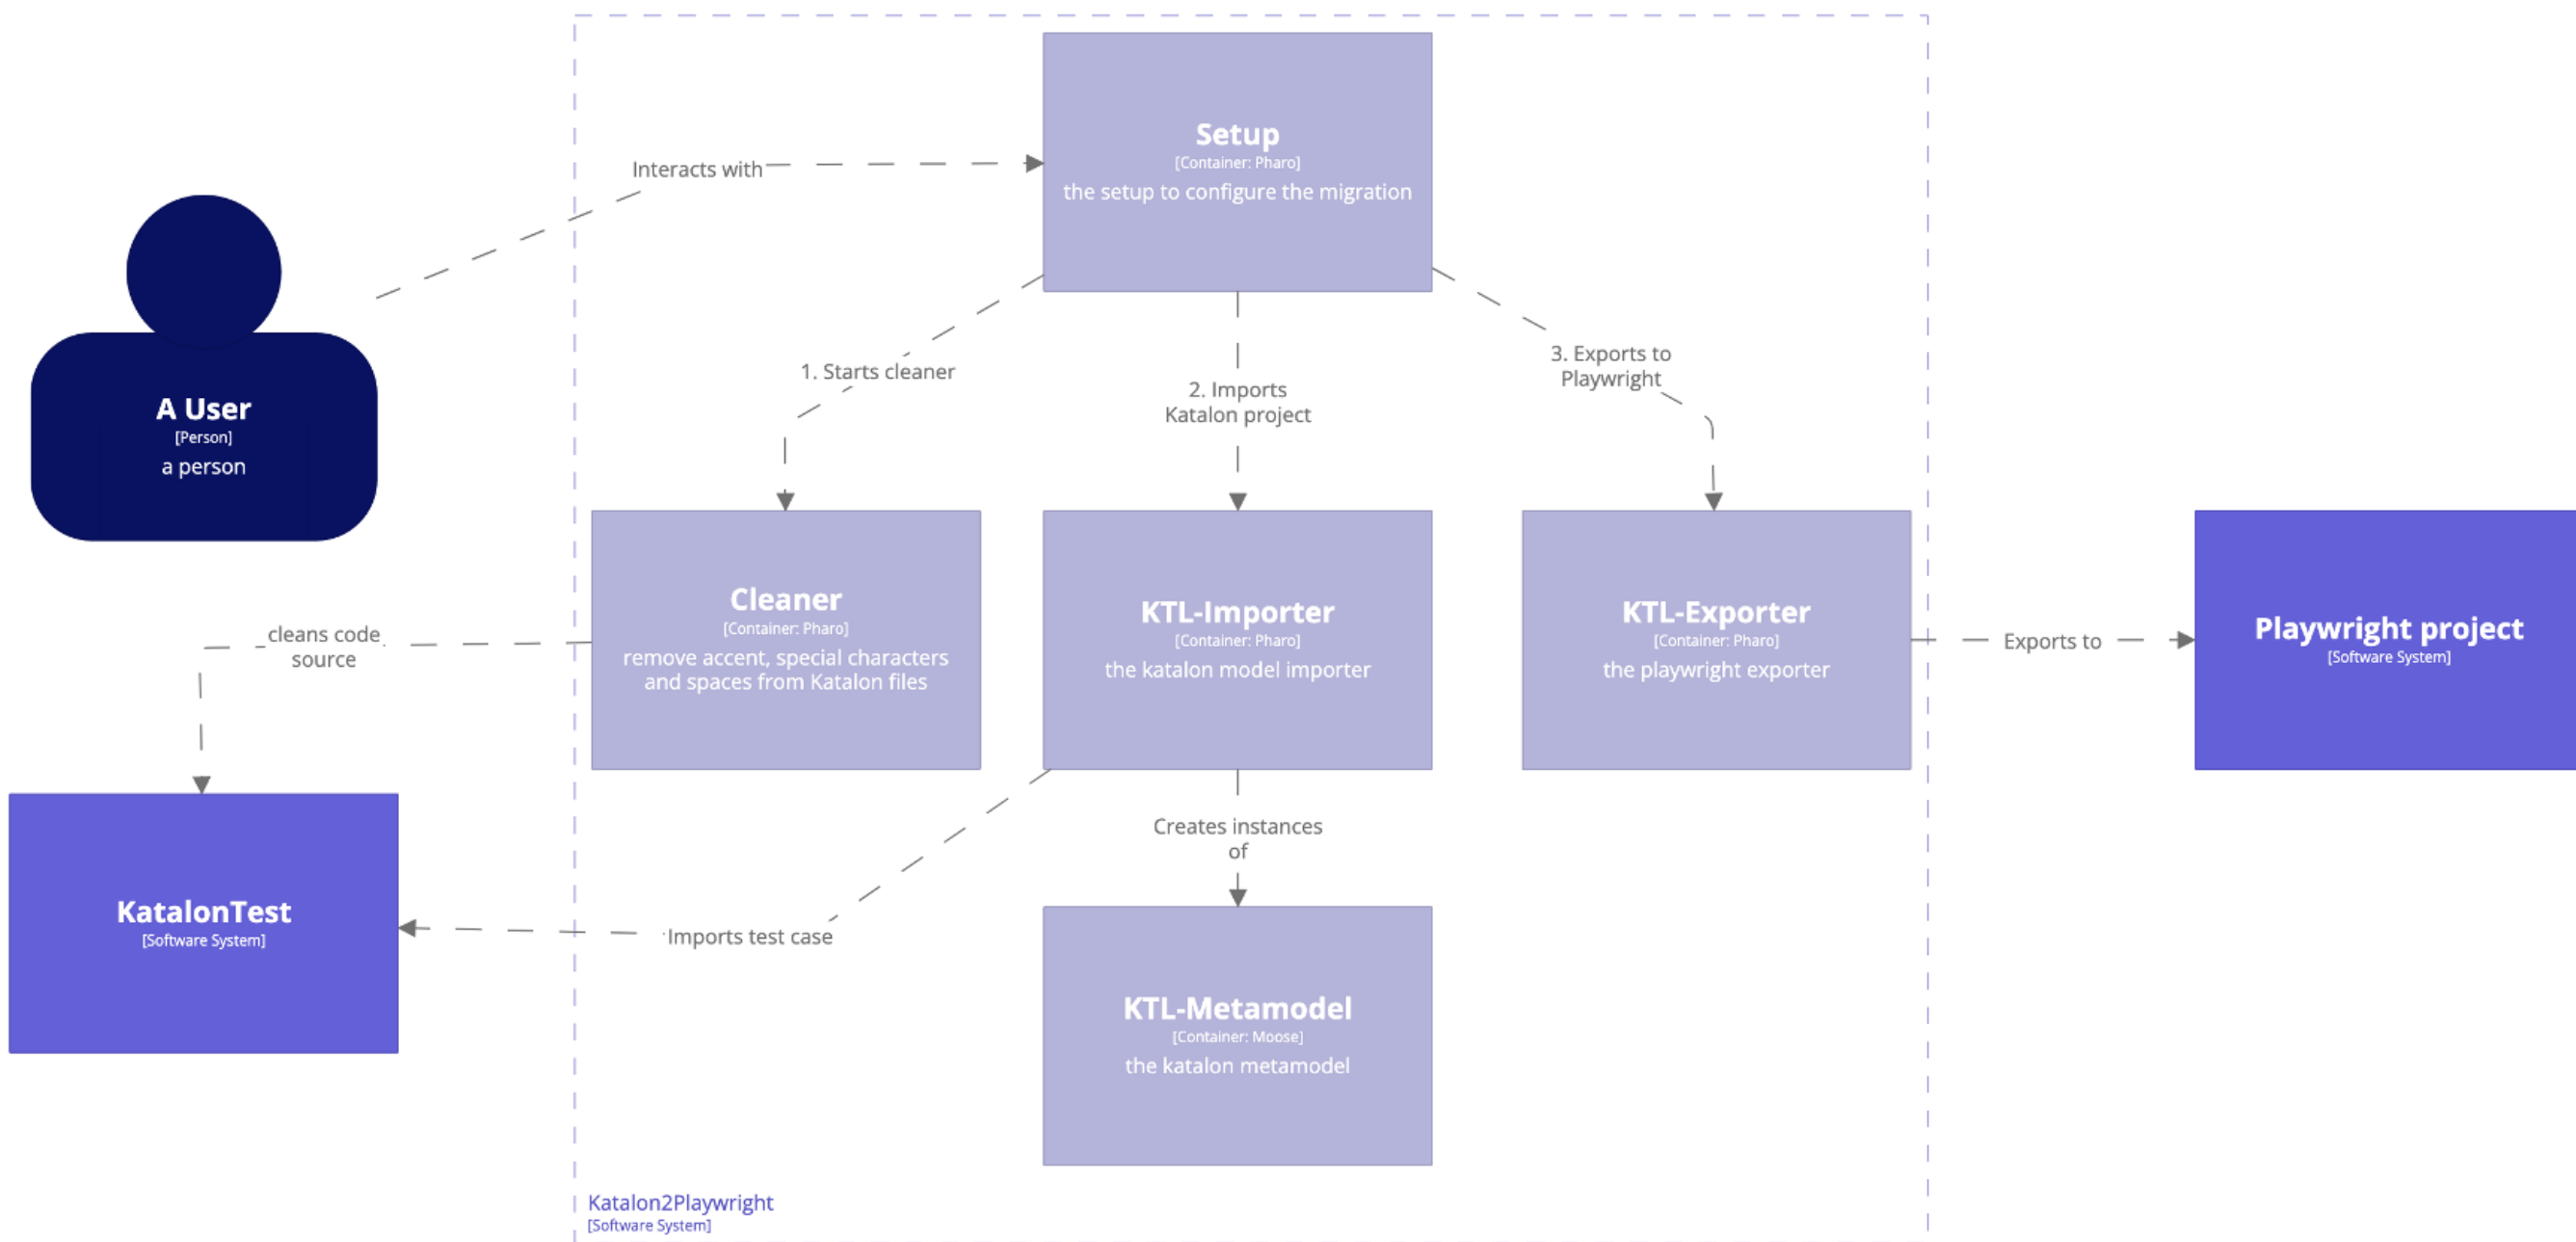 Setup
[Container: Pharo]
the setup to configure the migration
Interacts with
A User
[Person]
a person
1. Starts cleaner
2. Imports
Katalon project
3. Exports to
Playwright
Cleaner
[Container: Pharo]
remove accent, special characters
and spaces from Katalon files
KTL-Importer
[Container: Pharo]
the katalon model importer
KTL-Exporter
[Container: Pharo]
the playwright exporter
Exports to
Playwright project
[Software System]
cleans code
source
Creates instances
of
Imports test case
KatalonTest
[Software System]
KTL-Metamodel
[Container: Moose]
the katalon metamodel
Katalon2Playwright
[Software System]